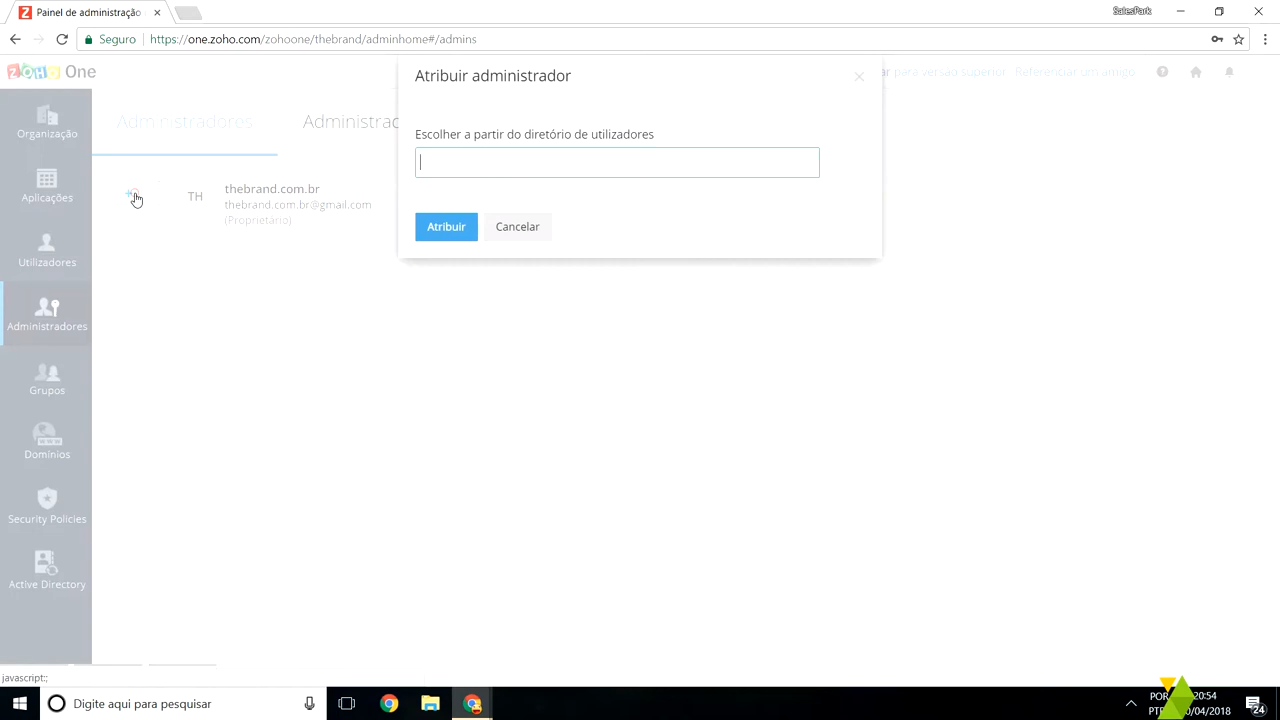 Painel de administração
SalesPark
Seguro
https://one.zoho.com/zohoone/thebrand/adminhome#/admins
ZOHO One
para versão superior
Referenciar um amigo
Atribuir administrador
Escolher a partir do diretório de utilizadores
Atribuir
Cancelar
Administradores
TH
thebrand.com.br
thebrand.com.br@gmail.com
(Proprietário)
Organização
Aplicações
Utilizadores
Administradores
Grupos
Domínios
Security Policies
Active Directory
javascript:;
Digite aqui para pesquisar
POR
20:54
24